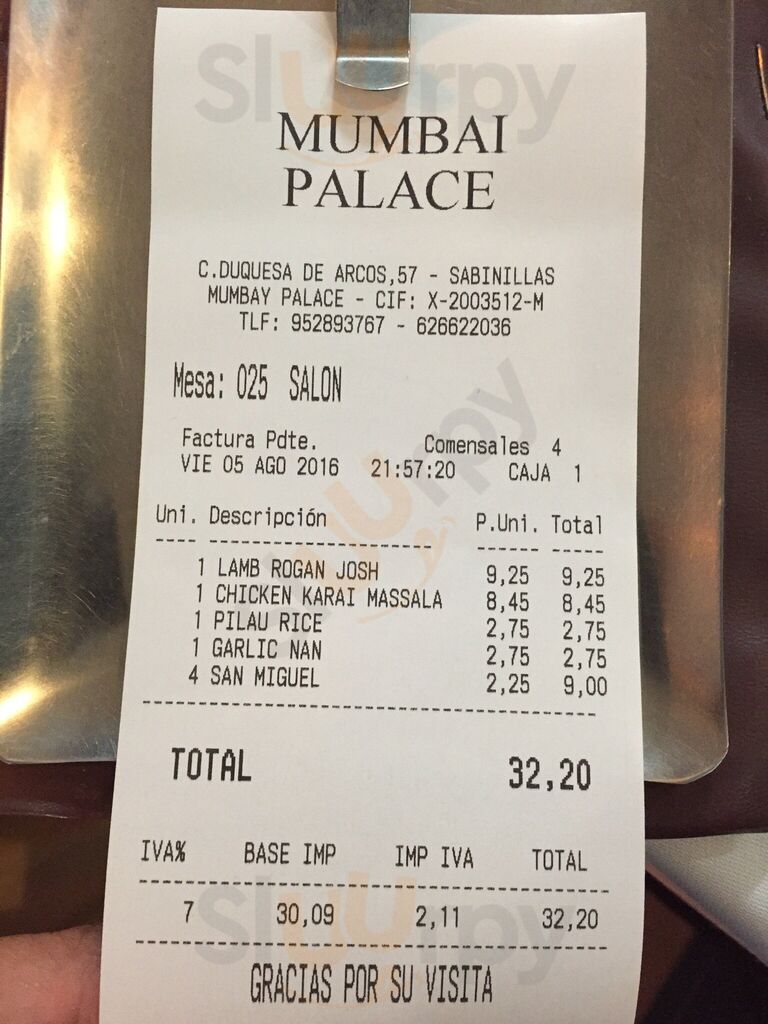 Slurpy
MUMBAI
PALACE
C.DUQUESA DE ARCOS,57 - SABINILLAS
MUMBAY PALACE - CIF: X-2003512-M
TLF: 952893767 - 626622036
Mesa: 025 SALON
Factura Pdte. Comensales 4
VIE 05 AGO 2016 21:57:20 CAJA 1
Uni. Descripción P.Uni. Total
1 LAMB ROGAN JOSH 9,25 9,25
1 CHICKEN KARAI MASSALA 8,45 8,45
1 PILAU RICE 2,75 2,75
1 GARLIC NAN 2,75 2,75
4 SAN MIGUEL 2,25 9,00
TOTAL 32,20
IVA% BASE IMP IMP IVA TOTAL
7 30,09 2,11 32,20
GRACIAS POR SU VISITA